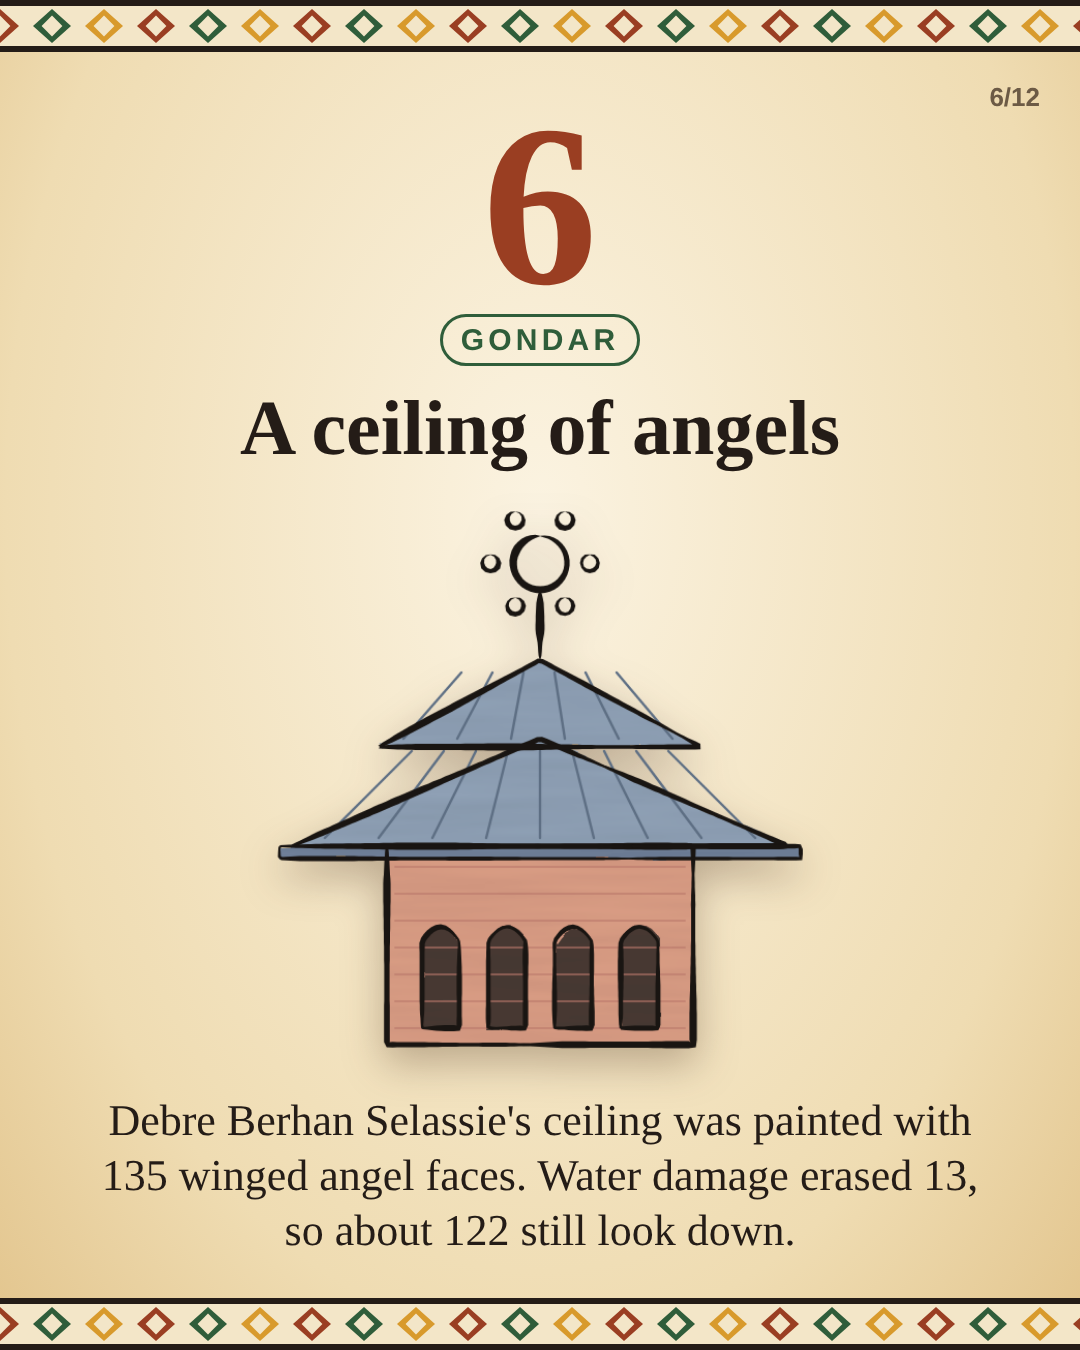 6/12
6
GONDAR
A ceiling of angels
Debre Berhan Selassie's ceiling was painted with
135 winged angel faces. Water damage erased 13,
so about 122 still look down.